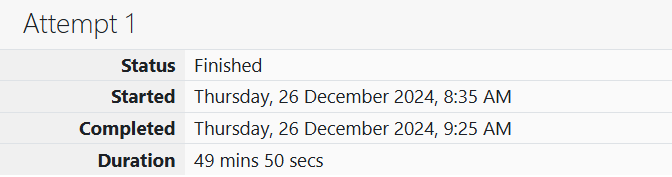 Attempt 1
Status Finished
Started Thursday, 26 December 2024, 8:35 AM
Completed Thursday, 26 December 2024, 9:25 AM
Duration 49 mins 50 secs